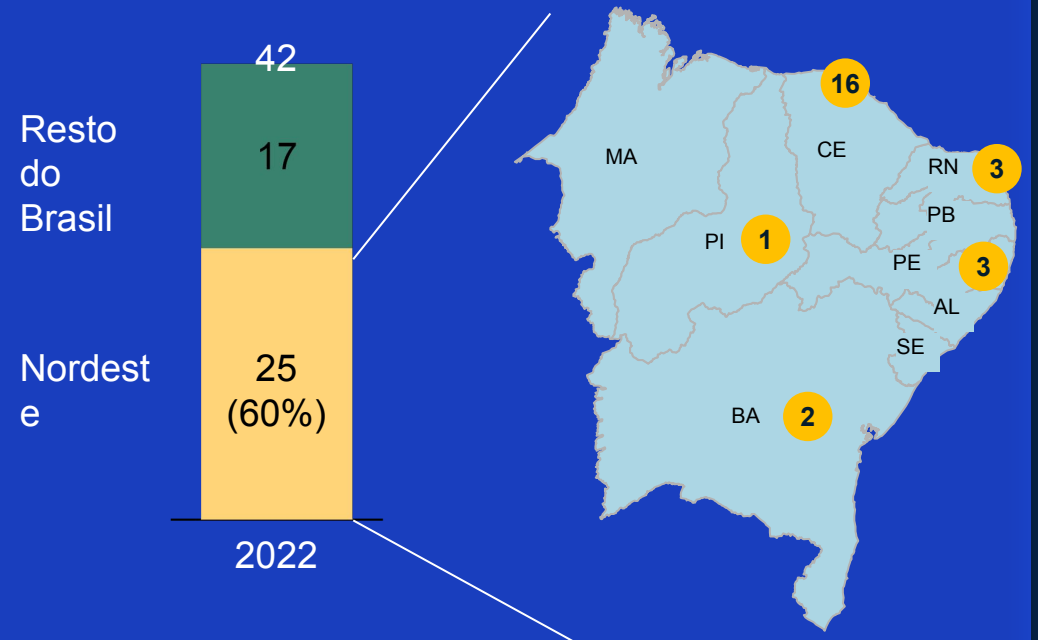 42
Resto
do
Brasil
17
Nordest
e
25
(60%)
2022
16
MA
CE
RN
3
PB
PI
1
PE
3
AL
SE
BA
2